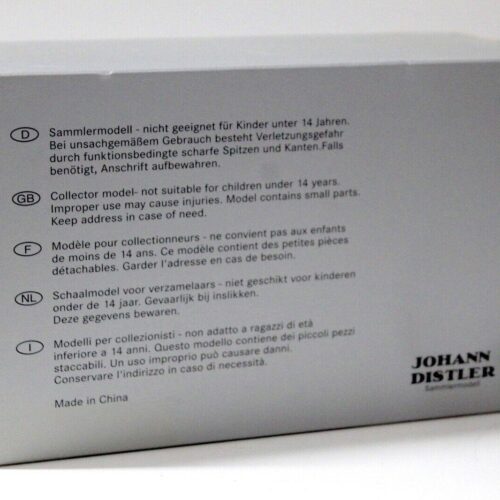 D Sammlermodell - nicht geeignet für Kinder unter 14 Jahren.
Bei unsachgemäßem Gebrauch besteht Verletzungsgefahr
durch funktionsbedingte scharfe Spitzen und Kanten.Falls
benötigt, Anschrift aufbewahren.
GB Collector model- not suitable for children under 14 years.
Improper use may cause injuries. Model contains small parts.
Keep address in case of need.
F Modèle pour collectionneurs - ne convient pas aux enfants
de moins de 14 ans. Ce modèle contient des petites pièces
détachables. Garder l'adresse en cas de besoin.
NL Schaalmodel voor verzamelaars - niet geschikt voor kinderen
onder de 14 jaar. Gevaarlijk bij inslikken.
Deze gegevens bewaren.
I Modelli per collezionisti - non adatto a ragazzi di età
inferiore a 14 anni. Questo modello contiene dei piccoli pezzi
staccabili. Un uso improprio può causare danni.
Conservare l'indirizzo in caso di necessità.
Made in China
JOHANN
DISTLER
Sammlermodell